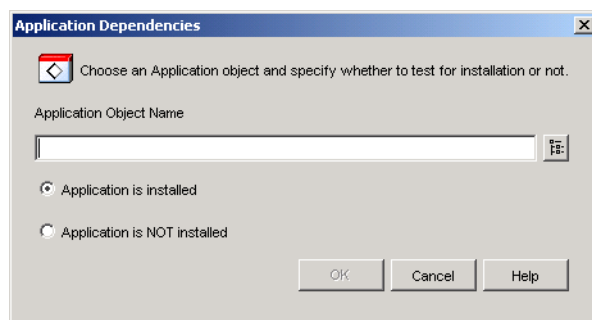 Application Dependencies
Choose an Application object and specify whether to test for installation or not.
Application Object Name
Application is installed
Application is NOT installed
OK Cancel Help